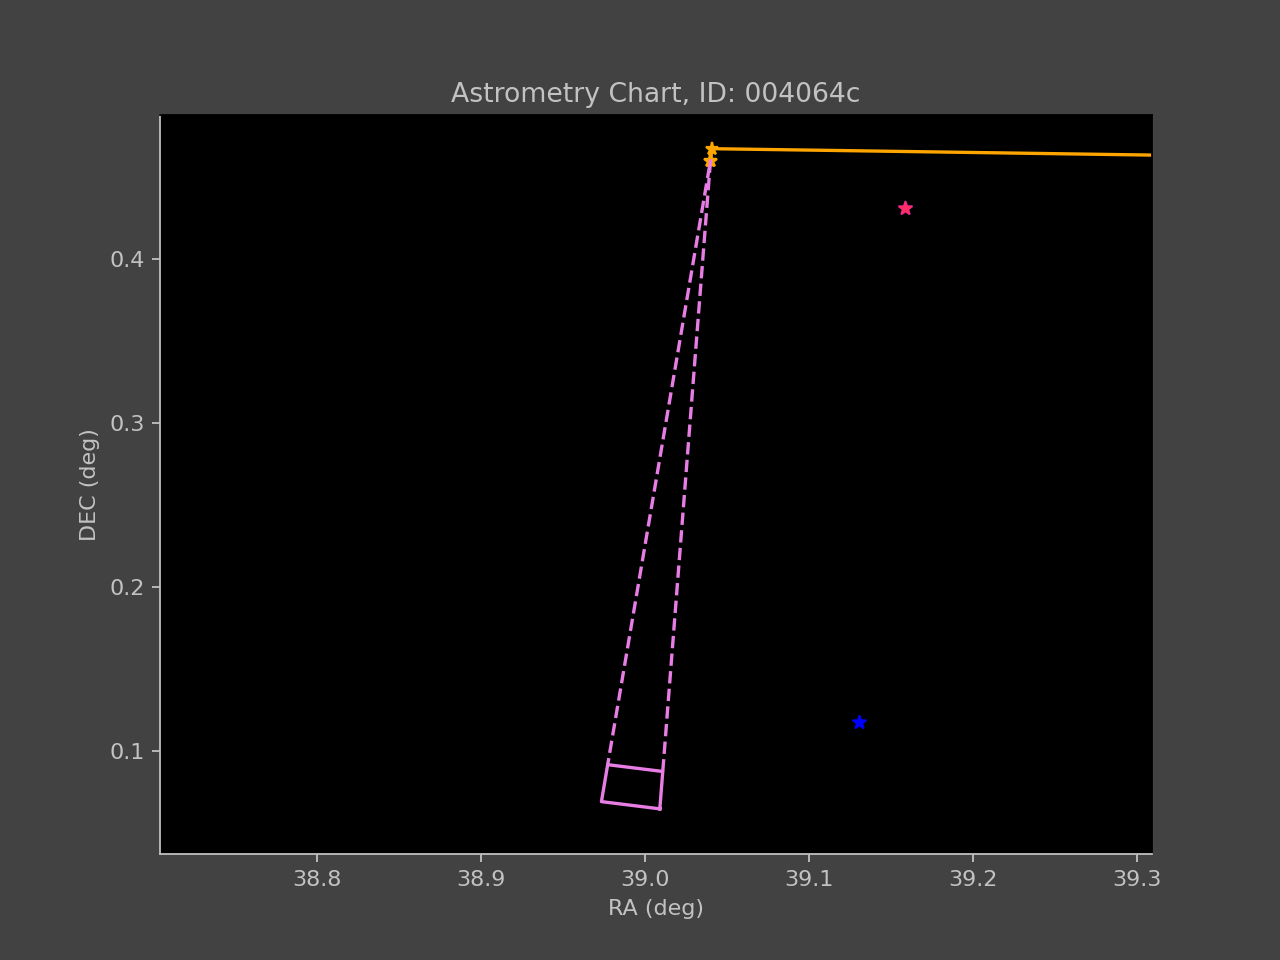 Astrometry Chart, ID: 004064c
DEC (deg)
0.4
0.3
0.2
0.1
38.8 38.9 39.0 39.1 39.2 39.3
RA (deg)